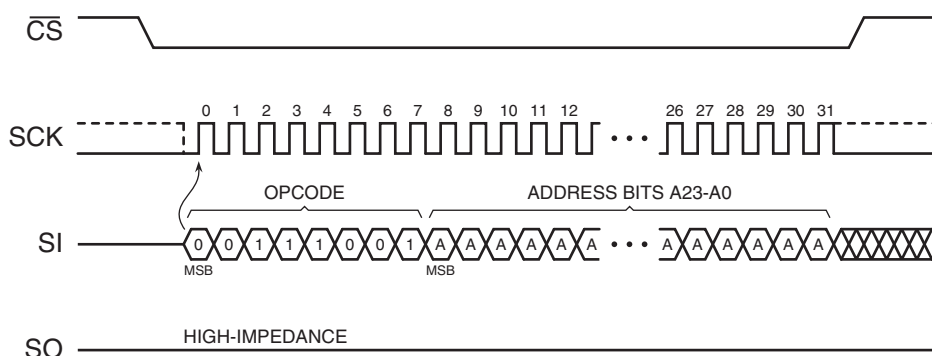 CS
0 1 2 3 4 5 6 7 8 9 10 11 12 26 27 28 29 30 31
SCK
OPCODE ADDRESS BITS A23-A0
SI 0 0 1 1 1 0 0 1 A A A A A A A A A A A A
MSB MSB
HIGH-IMPEDANCE
SO